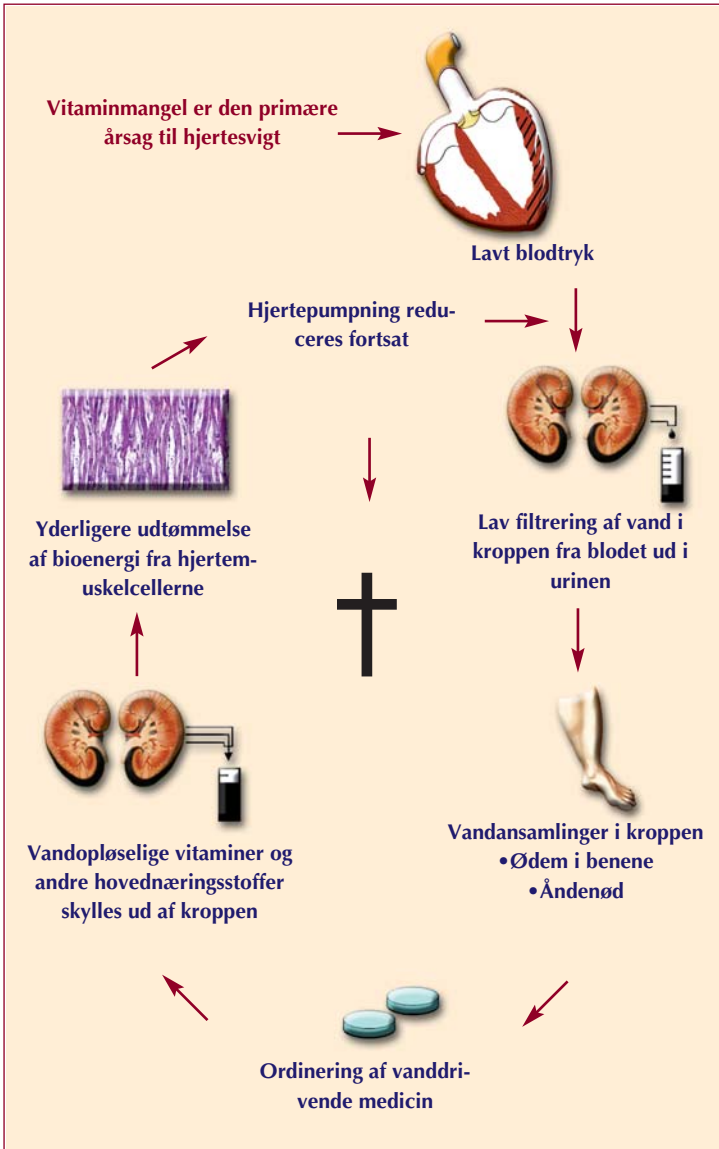 Vitaminmangel er den primære
årsag til hjertesvigt
Lavt blodtryk
Hjertepumpning redu-
ceres fortsat
Lav filtrering af vand i
kroppen fra blodet ud i
urinen
Yderligere udtømmelse
af bioenergi fra hjertem-
uskelcellerne
Vandansamlinger i kroppen
•Ødem i benene
•Åndenød
Vandopløselige vitaminer og
andre hovednæringsstoffer
skylles ud af kroppen
Ordinering af vanddri-
vende medicin